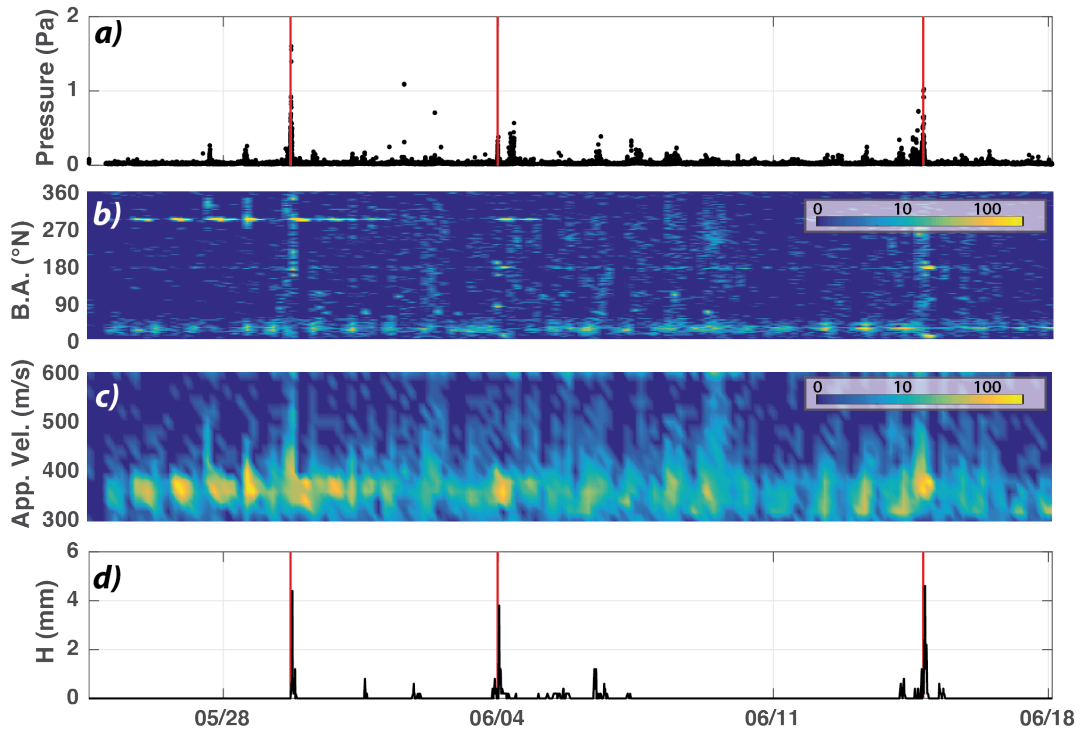 a)
Pressure (Pa)
2
1
0
b)
B.A. (°N)
360
270
180
90
0
0 10 100
c)
App. Vel. (m/s)
600
500
400
300
0 10 100
d)
H (mm)
6
4
2
0
05/28 06/04 06/11 06/18